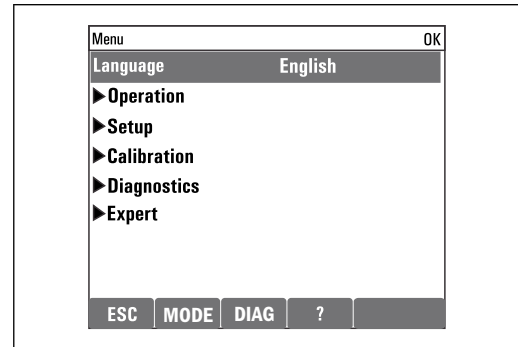 Menu OK
Language English
▶Operation
▶Setup
▶Calibration
▶Diagnostics
▶Expert
ESC MODE DIAG ?